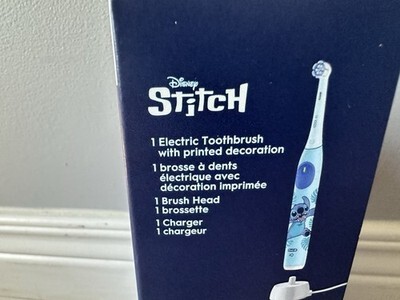 Disney
Stitch
1 Electric Toothbrush
with printed decoration
1 brosse à dents
électrique avec
décoration imprimée
1 Brush Head
1 brossette
1 Charger
1 chargeur